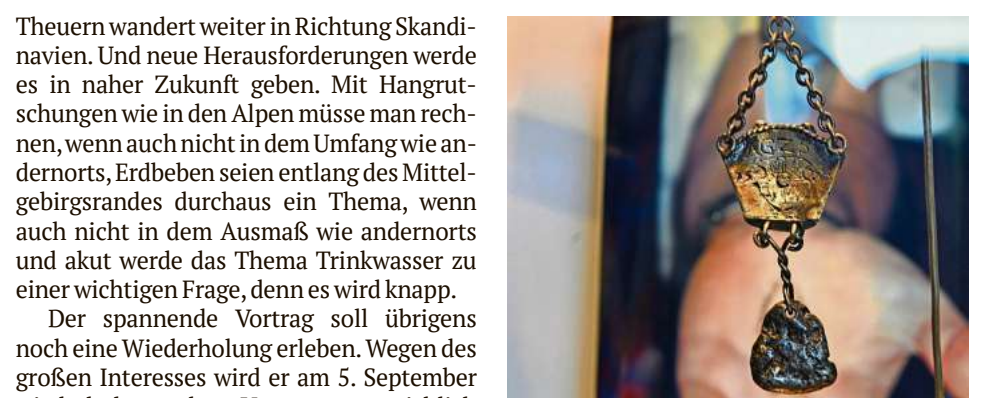 Theuern wandert weiter in Richtung Skandi-
navien. Und neue Herausforderungen werde
es in naher Zukunft geben. Mit Hangrut-
schungen wie in den Alpen müsse man rech-
nen, wenn auch nicht in dem Umfang wie an-
dernorts, Erdbeben seien entlang des Mittel-
gebirgsrandes durchaus ein Thema, wenn
auch nicht in dem Ausmaß wie andernorts
und akut werde das Thema Trinkwasser zu
einer wichtigen Frage, denn es wird knapp.
Der spannende Vortrag soll übrigens
noch eine Wiederholung erleben. Wegen des
großen Interesses wird er am 5. September